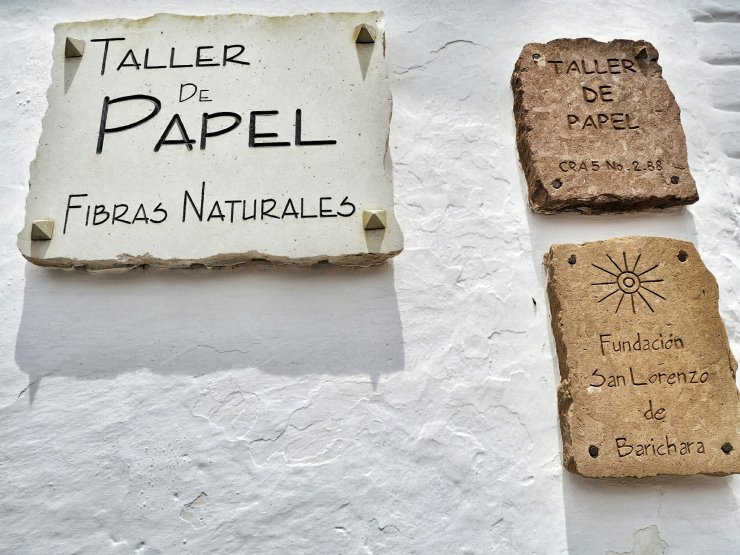 TALLER
DE
PAPEL
FIBRAS NATURALES
TALLER
DE
PAPEL
CRA 5 No. 2-88
Fundación
San Lorenzo
de
Barichara